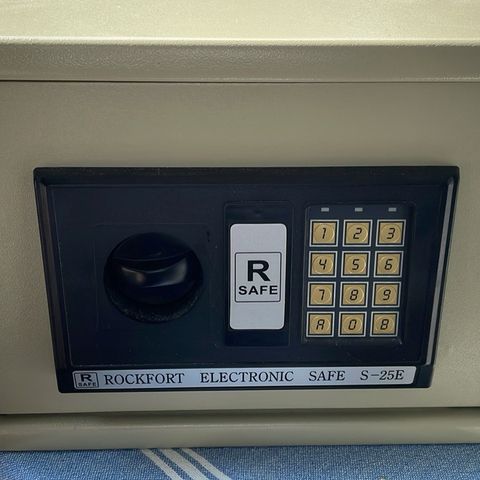 R
SAFE
1 2 3
4 5 6
7 8 9
A 0 B
R
SAFE
ROCKFORT ELECTRONIC SAFE S-25E